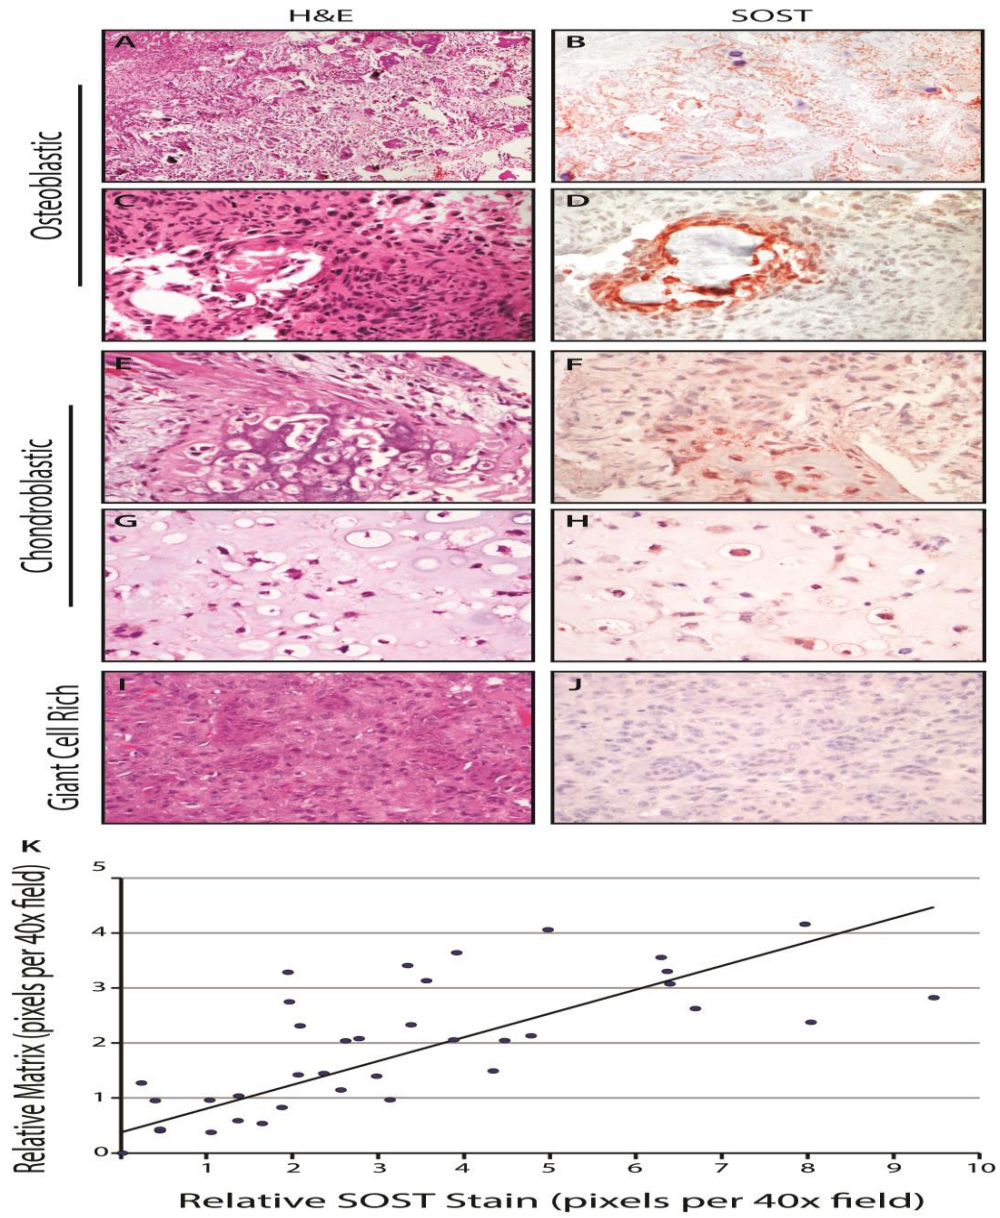 H&E SOST
Osteoblastic
A B
C D
Chondroblastic
E F
G H
Giant Cell Rich
I J
K
Relative Matrix (pixels per 40x field)
5
4
3
2
1
0
1 2 3 4 5 6 7 8 9 10
Relative SOST Stain (pixels per 40x field)